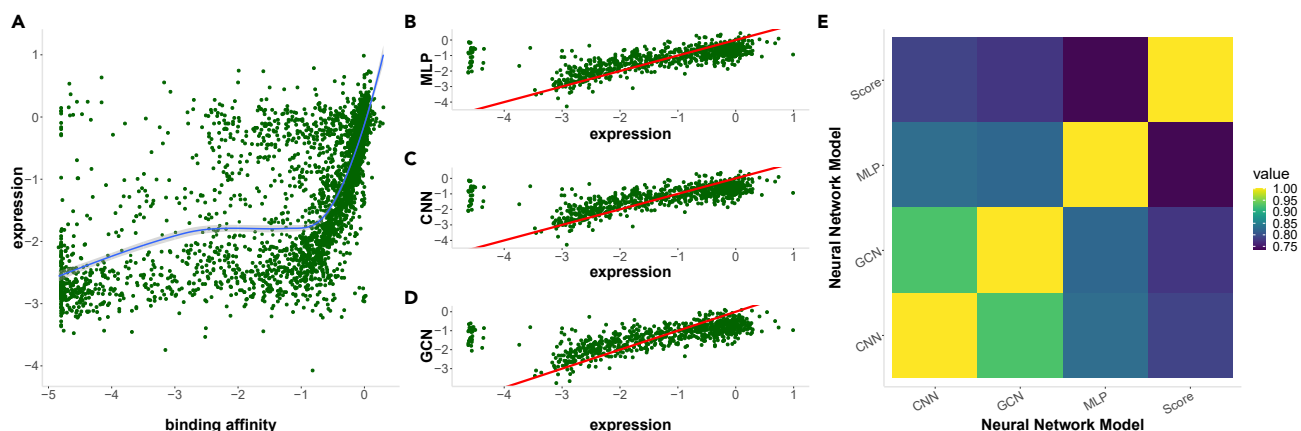 A
expression
1
0
−1
−2
−3
−4
−5 −4 −3 −2 −1 0
binding affinity
B
MLP
0
−1
−2
−3
−4
−4 −3 −2 −1 0 1
expression
C
CNN
0
−1
−2
−3
−4
−4 −3 −2 −1 0 1
expression
D
GCN
0
−1
−2
−3
−4 −3 −2 −1 0 1
expression
E
Neural Network Model
Score
MLP
GCN
CNN
CNN GCN MLP Score
Neural Network Model
value
1.00
0.95
0.90
0.85
0.80
0.75